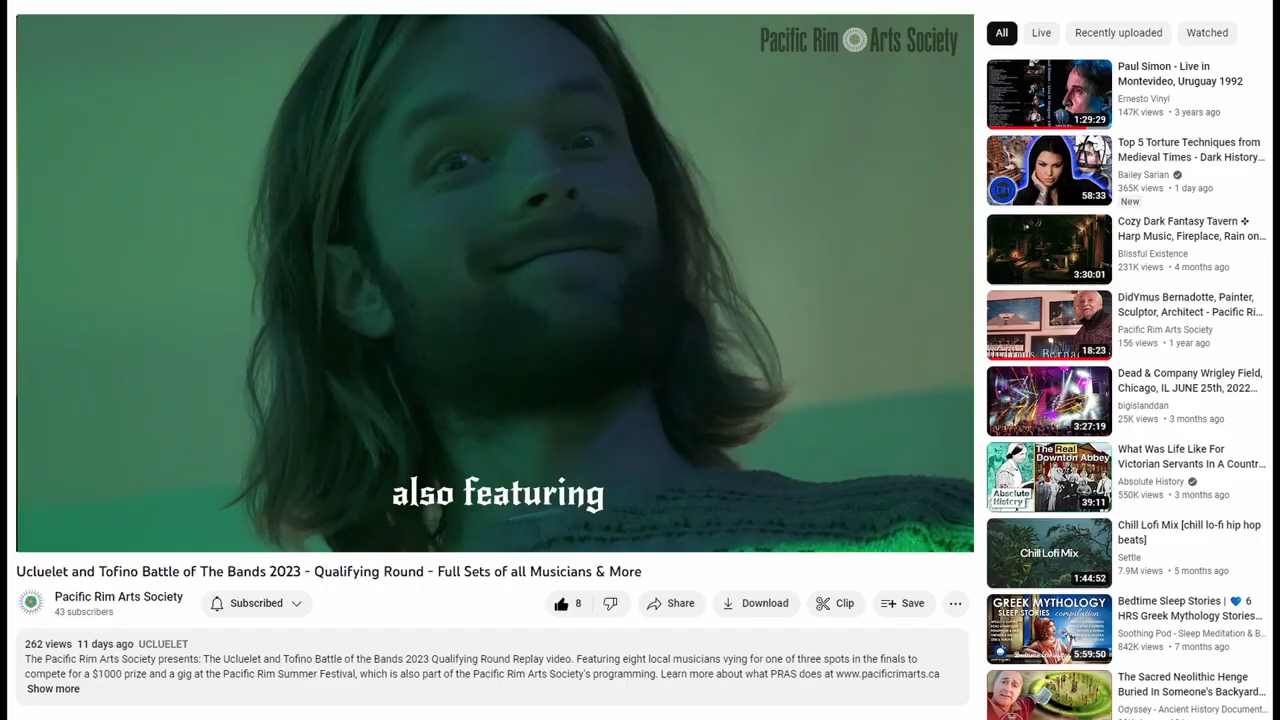 Pacific Rim Arts Society
also featuring
Ucluelet and Tofino Battle of The Bands 2023 - Qualifying Round - Full Sets of all Musicians & More
Pacific Rim Arts Society
43 subscribers
Subscribed
8
Share
Download
Clip
Save
262 views 11 days ago UCLUELET
The Pacific Rim Arts Society presents: The Ucluelet and Tofino Battle of the Bands 2023 Qualifying Round Replay video. Featuring eight local musicians vying for one of three spots in the finals to
compete for a $1000 prize and a gig at the Pacific Rim Summer Festival, which is also part of the Pacific Rim Arts Society's programming. Learn more about what PRAS does at www.pacificrimarts.ca
Show more
All
Live
Recently uploaded
Watched
1:29:29
Paul Simon - Live in
Montevideo, Uruguay 1992
Ernesto Vinyl
147K views • 3 years ago
DH
58:33
Top 5 Torture Techniques from
Medieval Times - Dark History...
Bailey Sarian
365K views • 1 day ago
New
3:30:01
Cozy Dark Fantasy Tavern ✣
Harp Music, Fireplace, Rain on...
Blissful Existence
231K views • 4 months ago
18:23
DidYmus Bernadotte, Painter,
Sculptor, Architect - Pacific Ri...
Pacific Rim Arts Society
156 views • 1 year ago
3:27:19
Dead & Company Wrigley Field,
Chicago, IL JUNE 25th, 2022...
bigislanddan
25K views • 3 months ago
The Real
Downton Abbey
Absolute
History
39:11
What Was Life Like For
Victorian Servants In A Countr...
Absolute History
550K views • 3 months ago
Chill Lofi Mix
1:44:52
Chill Lofi Mix [chill lo-fi hip hop
beats]
Settle
7.9M views • 5 months ago
GREEK MYTHOLOGY
SLEEP STORIES compilation
5:59:50
Bedtime Sleep Stories | 💙 6
HRS Greek Mythology Stories...
Soothing Pod - Sleep Meditation & B...
842K views • 7 months ago
The Sacred Neolithic Henge
Buried In Someone's Backyard...
Odyssey - Ancient History Document...